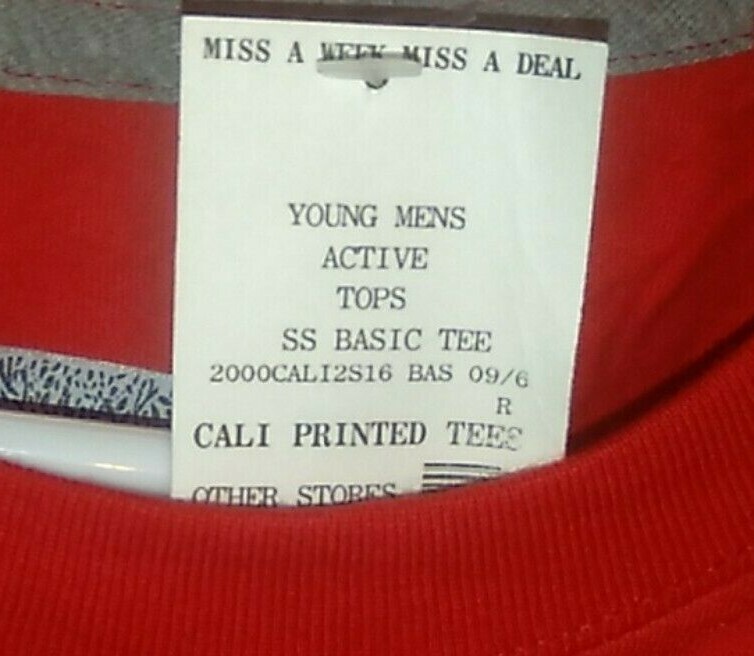 MISS A WEEK MISS A DEAL
YOUNG MENS
ACTIVE
TOPS
SS BASIC TEE
2000CALI2S16 BAS 09/6
R
CALI PRINTED TEES
OTHER STORES